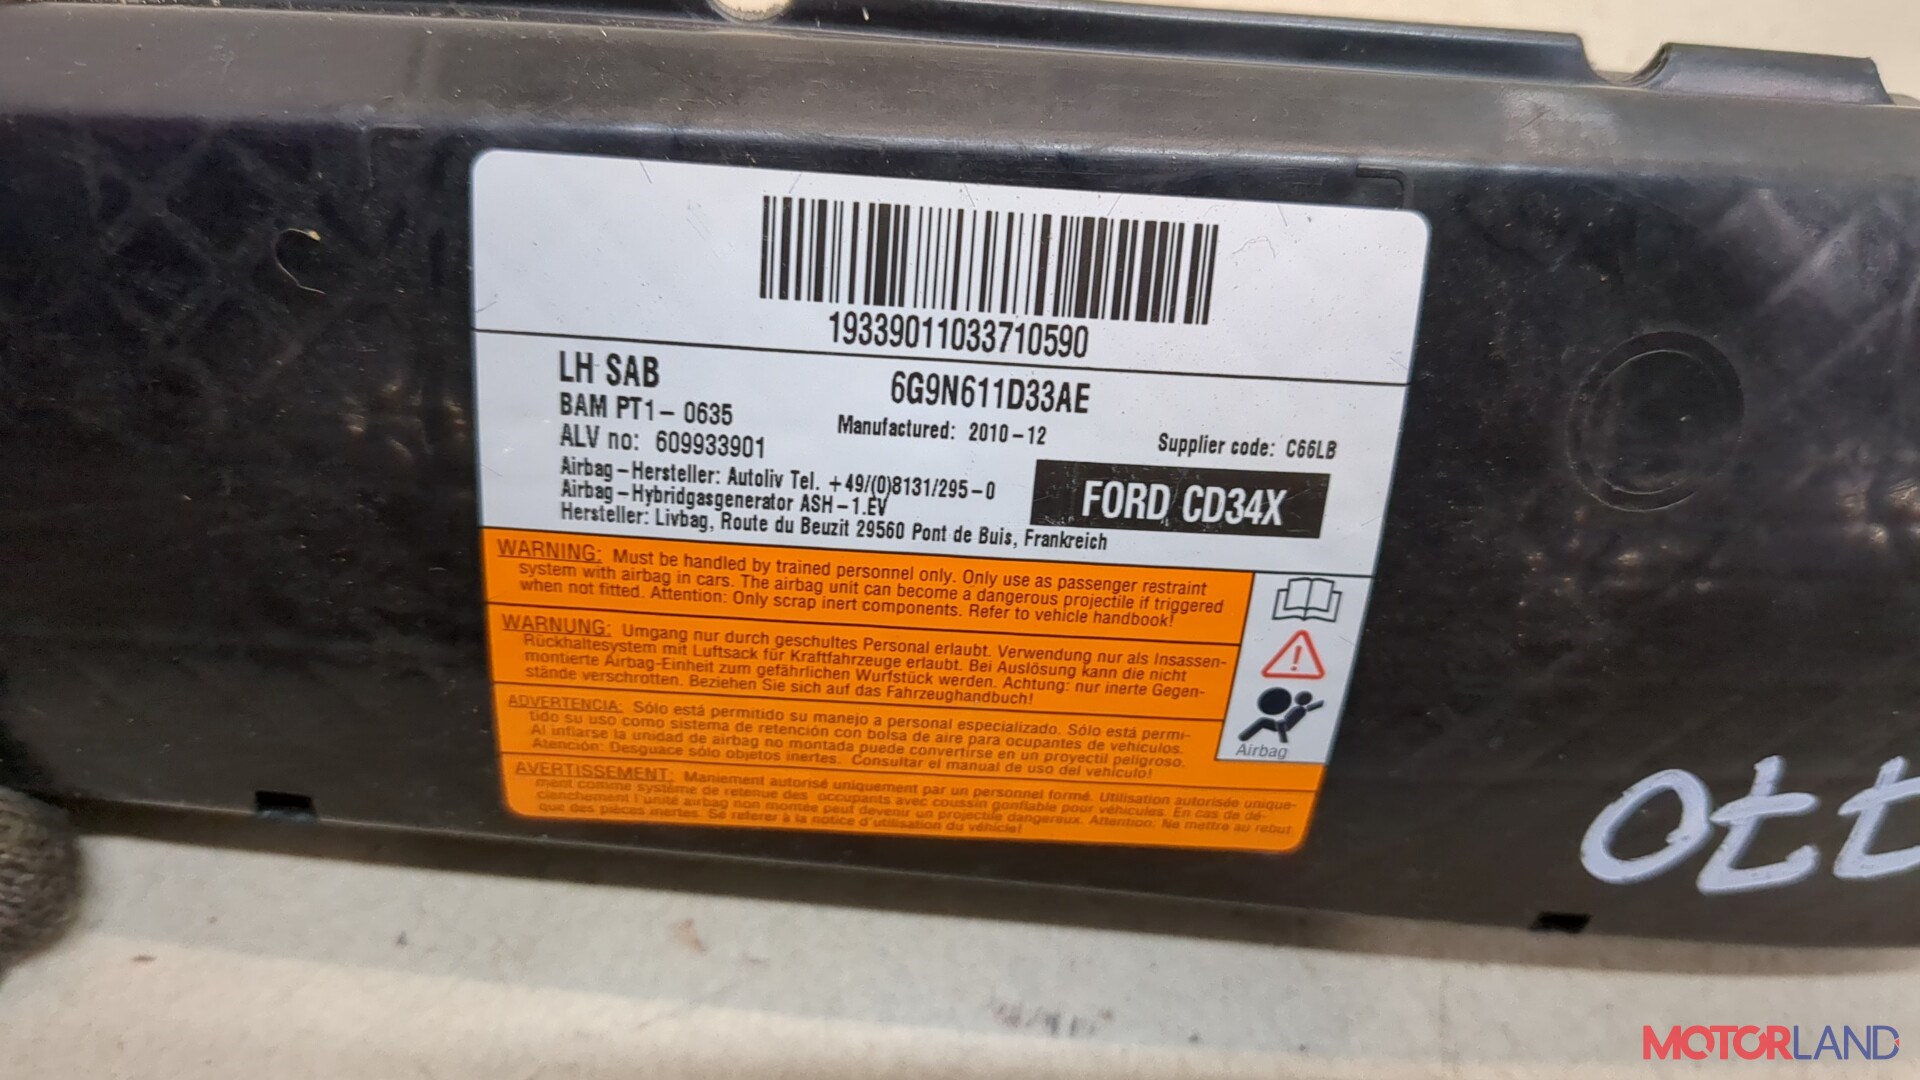 19339011033710590
LH SAB
6G9N611D33AE
BAM PT1-0635
Manufactured: 2010-12
ALV no: 609933901
Supplier code: C66LB
Airbag-Hersteller: Autoliv Tel. +49/(0)8131/295-0
Airbag-Hybridgasgenerator ASH-1.EV
Hersteller: Livbag, Route du Beuzit 29560 Pont de Buis, Frankreich
FORD CD34X
WARNING: Must be handled by trained personnel only. Only use as passenger restraint
system with airbag in cars. The airbag unit can become a dangerous projectile if triggered
when not fitted. Attention: Only scrap inert components. Refer to vehicle handbook!
WARNUNG: Umgang nur durch geschultes Personal erlaubt. Verwendung nur als Insassen-
Rückhaltesystem mit Luftsack für Kraftfahrzeuge erlaubt. Bei Auslösung kann die nicht
montierte Airbag-Einheit zum gefährlichen Wurfstück werden. Achtung: nur inerte Gegen-
stände verschrotten. Beziehen Sie sich auf das Fahrzeughandbuch!
ADVERTENCIA: Sólo está permitido su manejo a personal especializado. Sólo está permi-
tido su uso como sistema de retención con bolsa de aire para ocupantes de vehículos.
Al inflarse la unidad de airbag no montada puede convertirse en un proyectil peligroso.
Atención: Desguace sólo objetos inertes. Consultar el manual de uso del vehículo!
AVERTISSEMENT: Maniement autorisé uniquement par un personnel formé. Utilisation autorisée unique-
ment comme système de retenue des occupants avec coussin gonflable pour véhicules. En cas de dé-
clenchement l'unité airbag non montée peut devenir un projectile dangereux. Attention: Ne mettre au rebut
que des pièces inertes. Se référer à la notice d'utilisation du véhicule!
Airbag
MOTORLAND